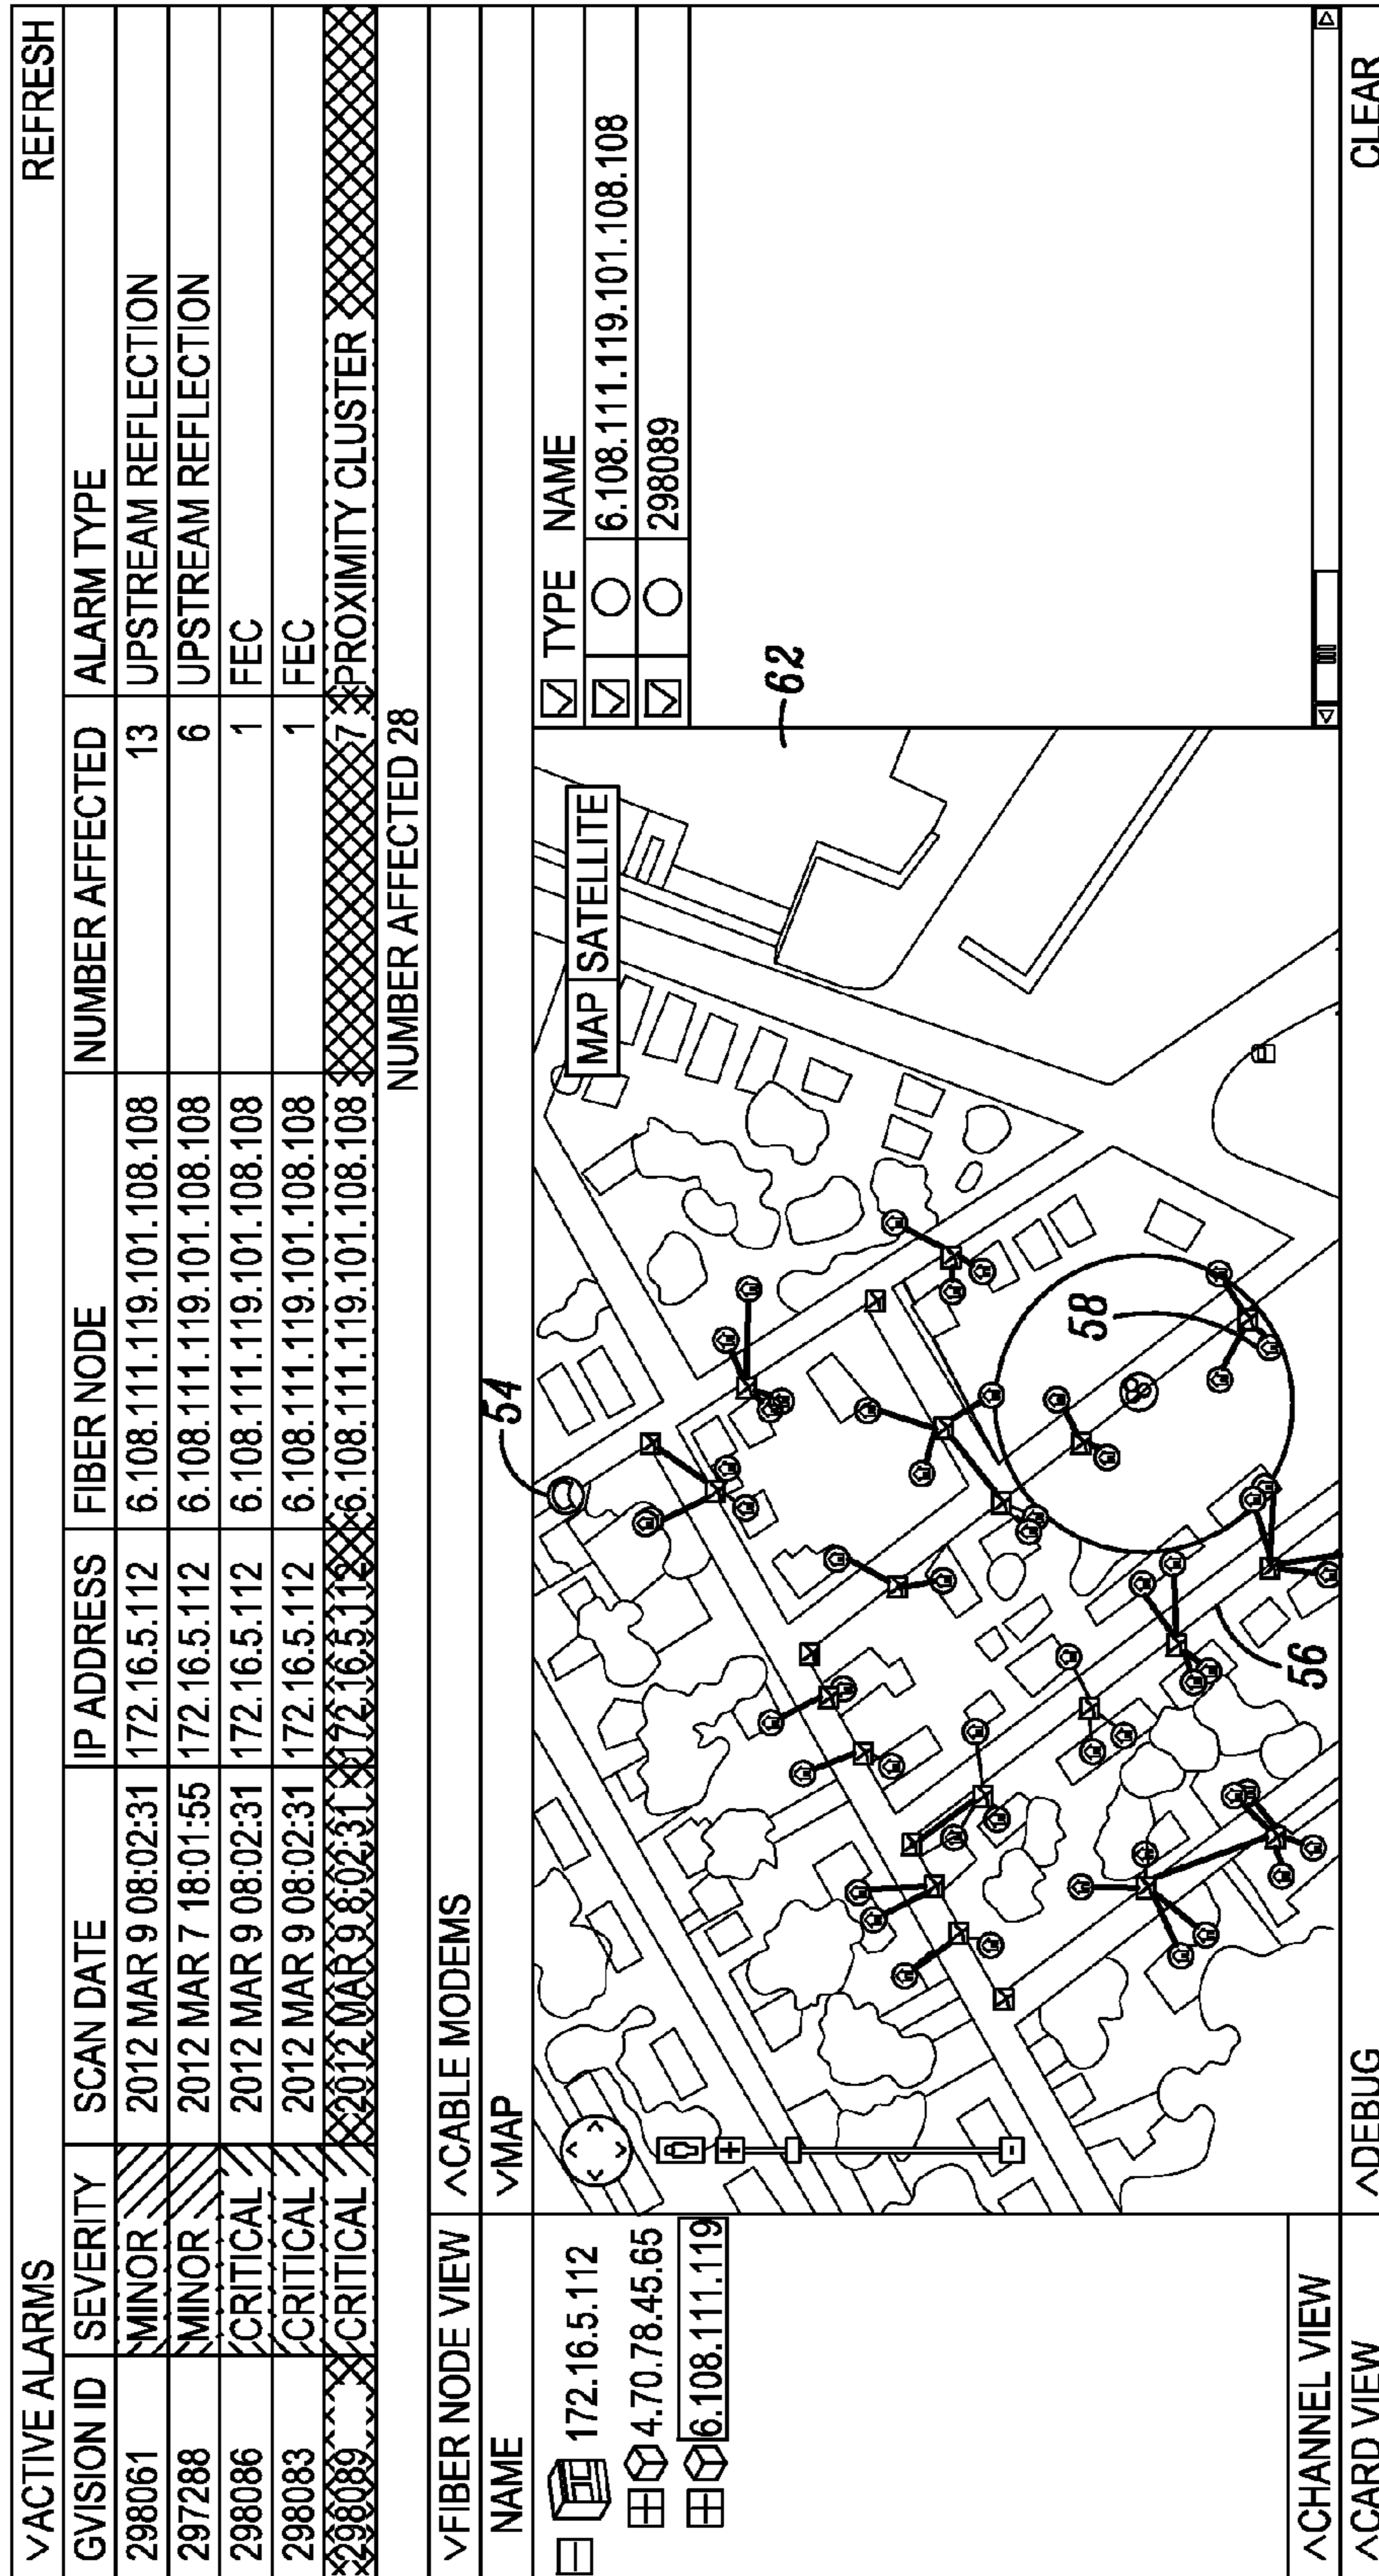 ∨ACTIVE ALARMS REFRESH
GVISION ID SEVERITY SCAN DATE IP ADDRESS FIBER NODE NUMBER AFFECTED ALARM TYPE
298061 MINOR 2012 MAR 9 08:02:31 172.16.5.112 6.108.111.119.101.108.108 13 UPSTREAM REFLECTION
297288 MINOR 2012 MAR 7 18:01:55 172.16.5.112 6.108.111.119.101.108.108 6 UPSTREAM REFLECTION
298086 CRITICAL 2012 MAR 9 08:02:31 172.16.5.112 6.108.111.119.101.108.108 1 FEC
298083 CRITICAL 2012 MAR 9 08:02:31 172.16.5.112 6.108.111.119.101.108.108 1 FEC
298089 CRITICAL 2012 MAR 9 8:02:31 172.16.5.112 6.108.111.119.101.108.108 7 PROXIMITY CLUSTER
NUMBER AFFECTED 28
∨FIBER NODE VIEW ∧CABLE MODEMS
NAME ∨MAP
172.16.5.112
4.70.78.45.65
6.108.111.119
54
MAP SATELLITE
58
56
62
TYPE NAME
6.108.111.119.101.108.108
298089
∧CHANNEL VIEW
∧CARD VIEW ∧DEBUG CLEAR